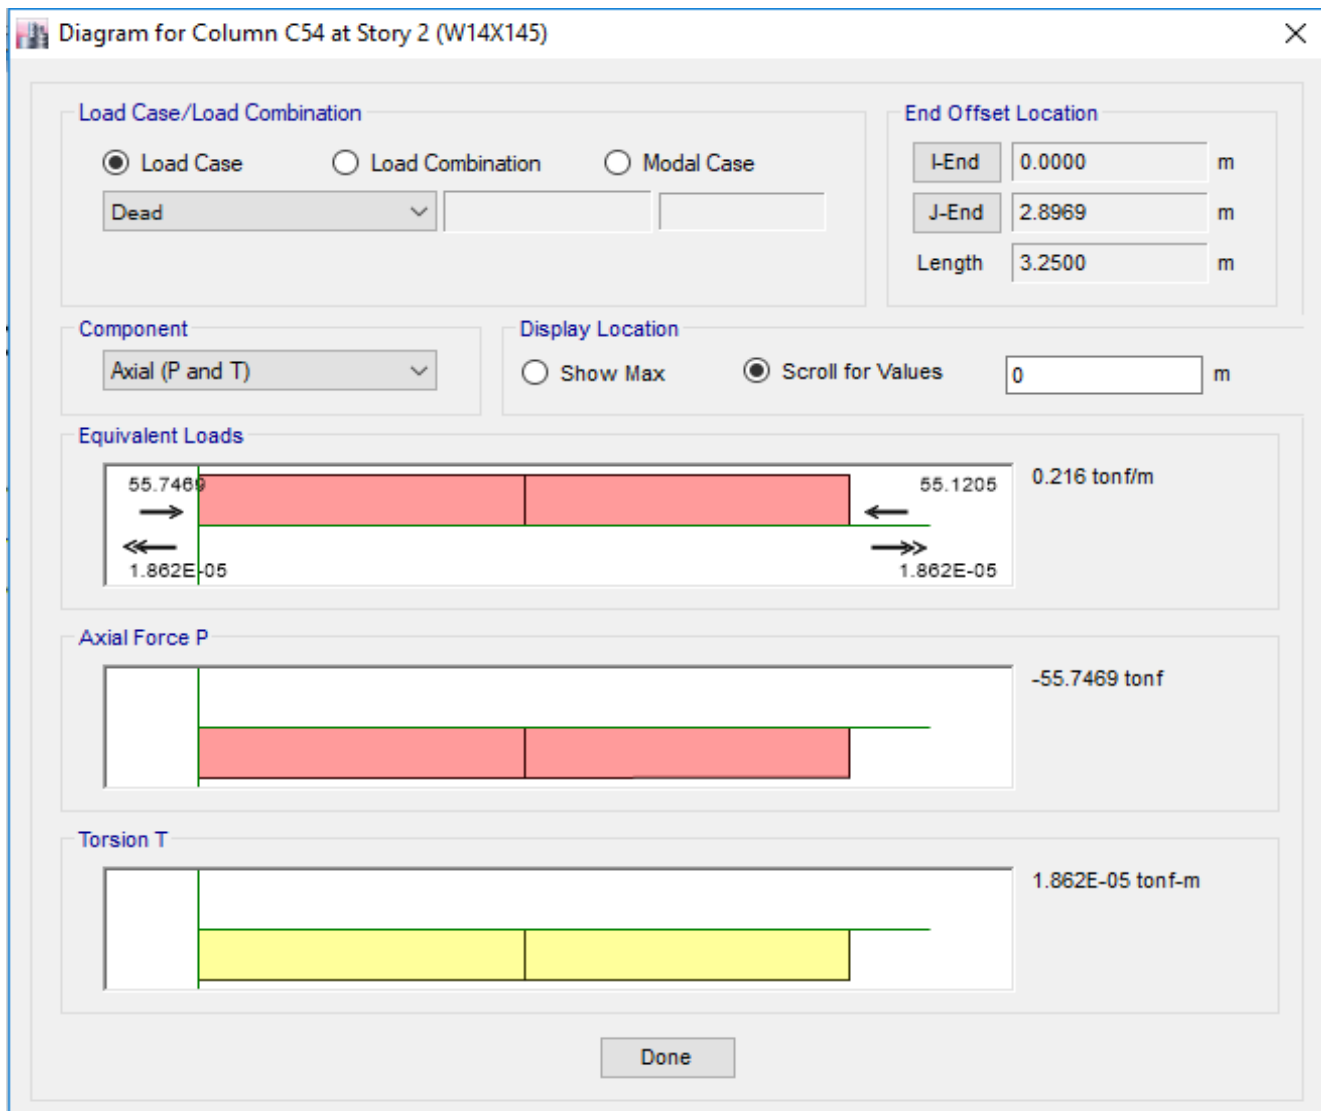 Diagram for Column C54 at Story 2 (W14X145)
Load Case/Load Combination
Load Case
Load Combination
Modal Case
Dead
End Offset Location
I-End 0.0000 m
J-End 2.8969 m
Length 3.2500 m
Component
Axial (P and T)
Display Location
Show Max
Scroll for Values
0 m
Equivalent Loads
55.7469 55.1205
1.862E-05 1.862E-05
0.216 tonf/m
Axial Force P
-55.7469 tonf
Torsion T
1.862E-05 tonf-m
Done